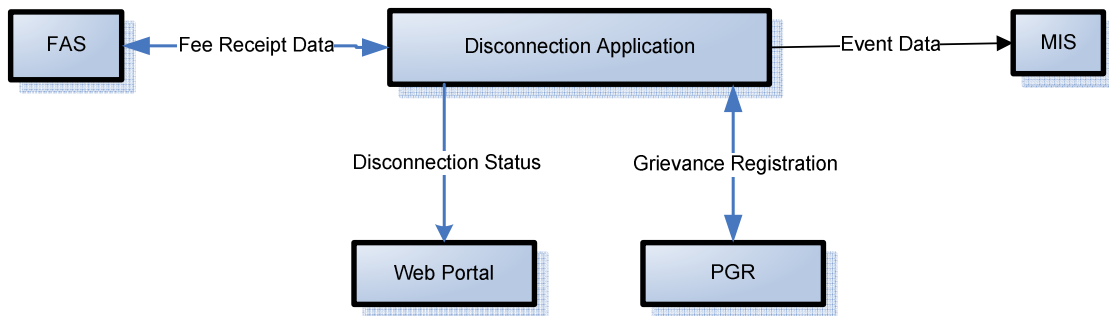 FAS
Fee Receipt Data
Disconnection Application
Event Data
MIS
Disconnection Status
Grievance Registration
Web Portal
PGR